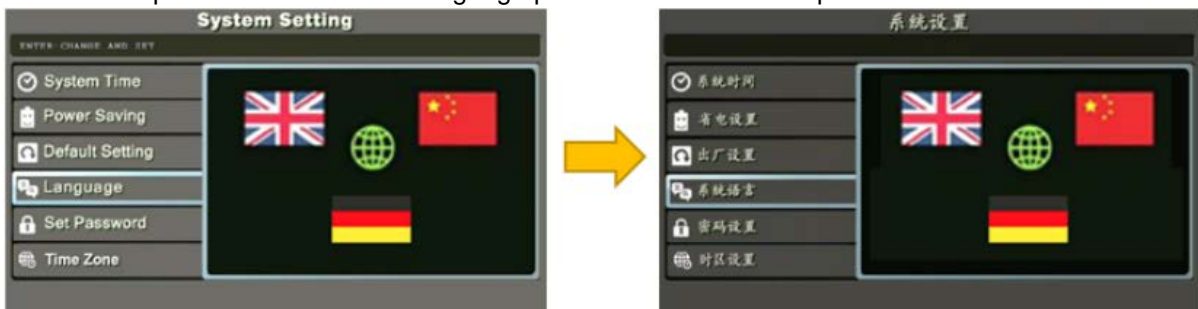 System Setting
ENTER CHANGE AND SET
System Time
Power Saving
Default Setting
Language
Set Password
Time Zone
系统设置
系统时间
省电设置
出厂设置
系统语言
密码设置
时区设置